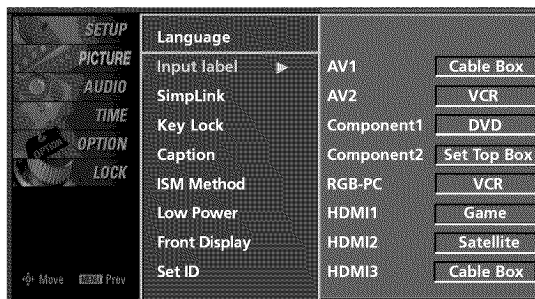 SETUP
PICTURE
AUDIO
TIME
OPTION
LOCK
Move MENU Prev
Language
Input label
SimpLink
Key Lock
Caption
ISM Method
Low Power
Front Display
Set ID
AV1 Cable Box
AV2 VCR
Component1 DVD
Component2 Set Top Box
RGB-PC VCR
HDMI1 Game
HDMI2 Satellite
HDMI3 Cable Box